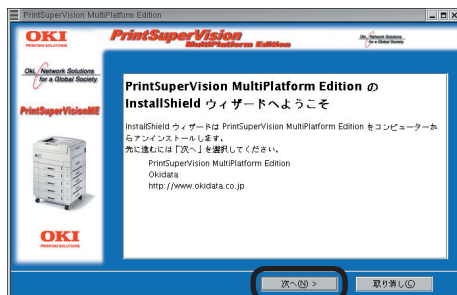 PrintSuperVision MultiPlatform Edition
OKI
PRINTING SOLUTIONS
PrintSuperVision
MultiPlatform Edition
Oki, Network Solutions
for a Global Society
Oki, Network Solutions
for a Global Society
PrintSuperVisionME
OKI
PRINTING SOLUTIONS
PrintSuperVision MultiPlatform Edition の
InstallShield ウィザードへようこそ
InstallShield ウィザードは PrintSuperVision MultiPlatform Edition をコンピューターか
らアンインストールします。
先に進むには「次へ」を選択してください。
PrintSuperVision MultiPlatform Edition
Okidata
http://www.okidata.co.jp
次へ(N) >
取り消し(C)